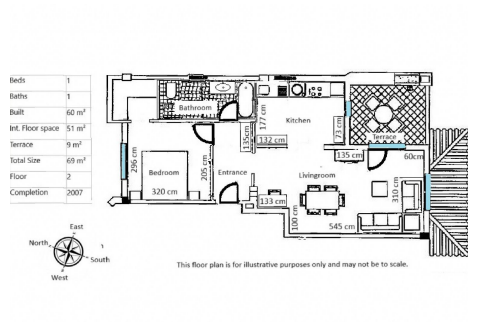 Beds 1
Baths 1
Built 60 m²
Int. Floor space 51 m²
Terrace 9 m²
Total Size 69 m²
Floor 2
Completion 2007
Bathroom
Kitchen
Terrace
Bedroom
Entrance
Livingroom
177 cm
135cm
132 cm
73 cm
135 cm
60cm
296 cm
320 cm
205 cm
133 cm
100 cm
310 cm
545 cm
East
North
South
West
This floor plan is for illustrative purposes only and may not be to scale.